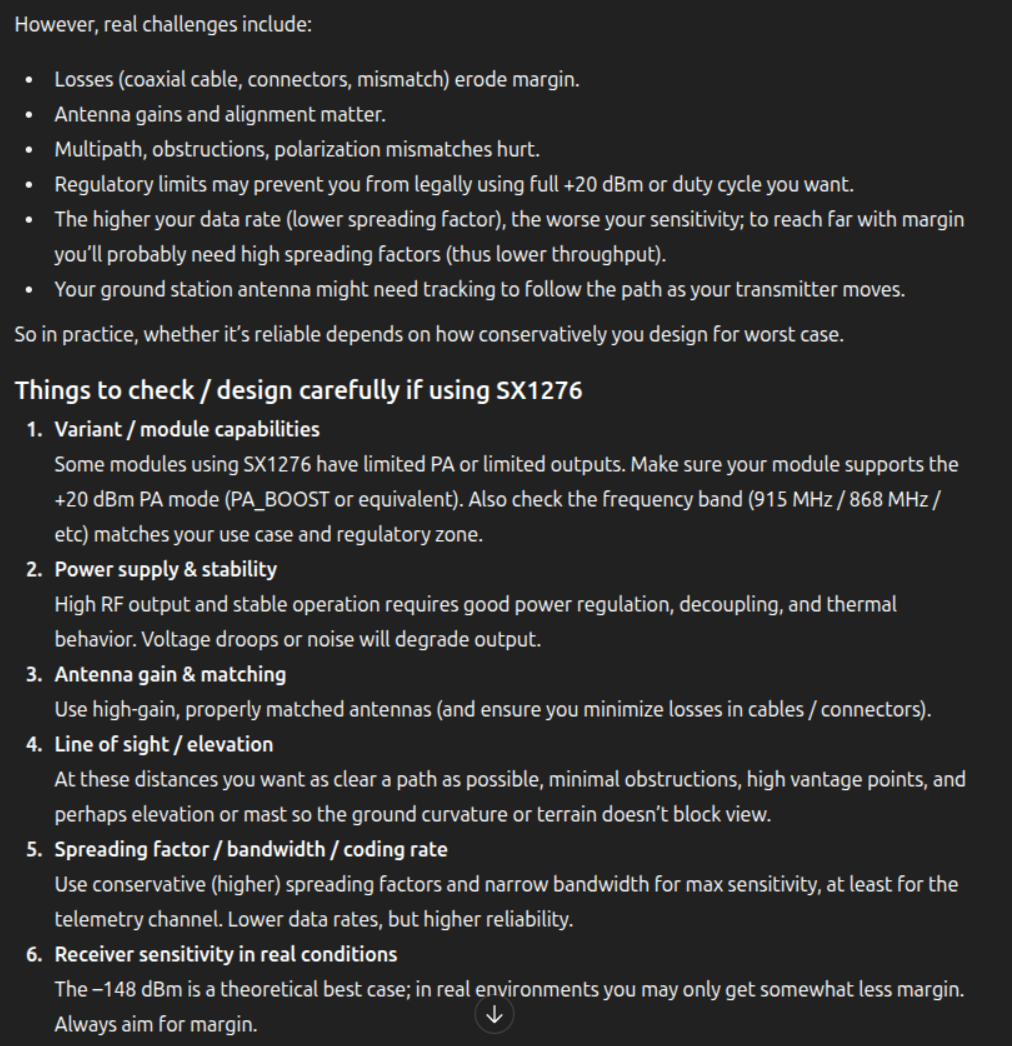 However, real challenges include:
• Losses (coaxial cable, connectors, mismatch) erode margin.
• Antenna gains and alignment matter.
• Multipath, obstructions, polarization mismatches hurt.
• Regulatory limits may prevent you from legally using full +20 dBm or duty cycle you want.
• The higher your data rate (lower spreading factor), the worse your sensitivity; to reach far with margin
you’ll probably need high spreading factors (thus lower throughput).
• Your ground station antenna might need tracking to follow the path as your transmitter moves.
So in practice, whether it’s reliable depends on how conservatively you design for worst case.
Things to check / design carefully if using SX1276
1. Variant / module capabilities
Some modules using SX1276 have limited PA or limited outputs. Make sure your module supports the
+20 dBm PA mode (PA_BOOST or equivalent). Also check the frequency band (915 MHz / 868 MHz /
etc) matches your use case and regulatory zone.
2. Power supply & stability
High RF output and stable operation requires good power regulation, decoupling, and thermal
behavior. Voltage droops or noise will degrade output.
3. Antenna gain & matching
Use high-gain, properly matched antennas (and ensure you minimize losses in cables / connectors).
4. Line of sight / elevation
At these distances you want as clear a path as possible, minimal obstructions, high vantage points, and
perhaps elevation or mast so the ground curvature or terrain doesn’t block view.
5. Spreading factor / bandwidth / coding rate
Use conservative (higher) spreading factors and narrow bandwidth for max sensitivity, at least for the
telemetry channel. Lower data rates, but higher reliability.
6. Receiver sensitivity in real conditions
The –148 dBm is a theoretical best case; in real environments you may only get somewhat less margin.
Always aim for margin.